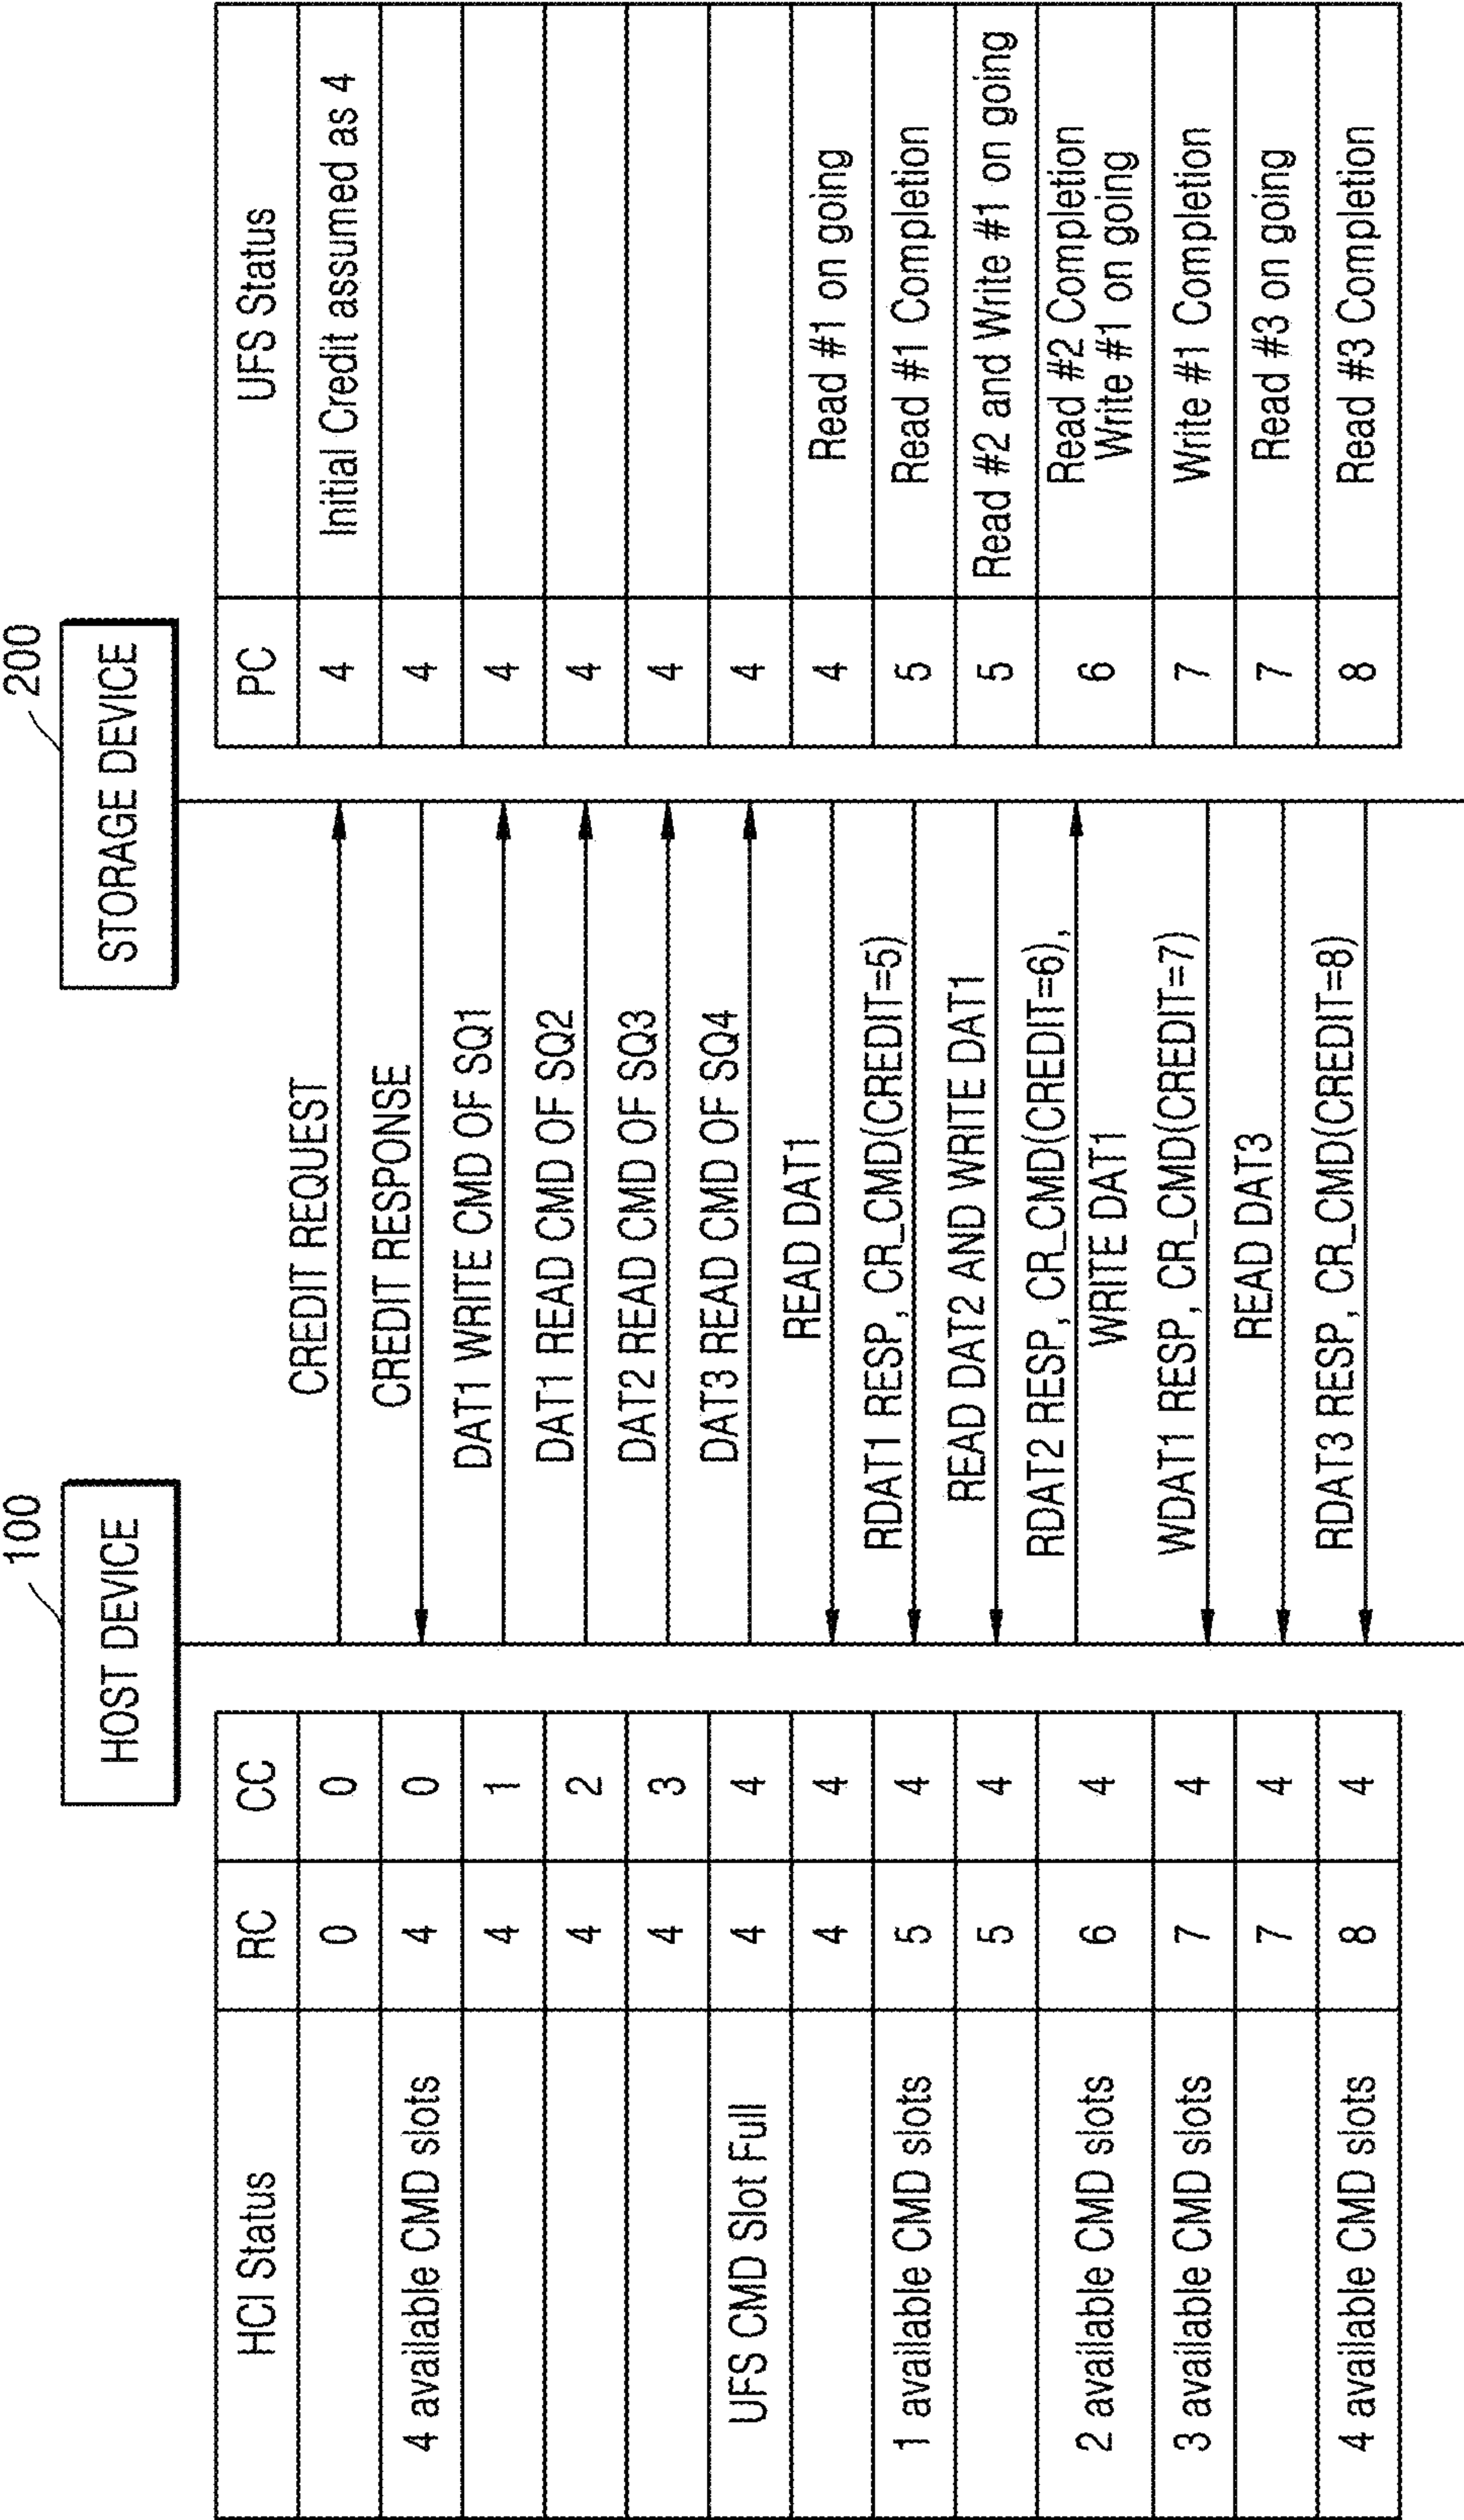 100
200
HOST DEVICE
STORAGE DEVICE
HCI Status RC CC PC UFS Status
0 0 CREDIT REQUEST 4 Initial Credit assumed as 4
4 available CMD slots 4 0 CREDIT RESPONSE 4
4 1 DAT1 WRITE CMD OF SQ1 4
4 2 DAT1 READ CMD OF SQ2 4
4 3 DAT2 READ CMD OF SQ3 4
UFS CMD Slot Full 4 4 DAT3 READ CMD OF SQ4 4
4 4 READ DAT1 4 Read #1 on going
1 available CMD slots 5 4 RDAT1 RESP, CR_CMD(CREDIT=5) 5 Read #1 Completion
5 4 READ DAT2 AND WRITE DAT1 5 Read #2 and Write #1 on going
2 available CMD slots 6 4 RDAT2 RESP, CR_CMD(CREDIT=6), 6 Read #2 Completion
WRITE DAT1 Write #1 on going
3 available CMD slots 7 4 WDAT1 RESP, CR_CMD(CREDIT=7) 7 Write #1 Completion
7 4 READ DAT3 7 Read #3 on going
4 available CMD slots 8 4 RDAT3 RESP, CR_CMD(CREDIT=8) 8 Read #3 Completion